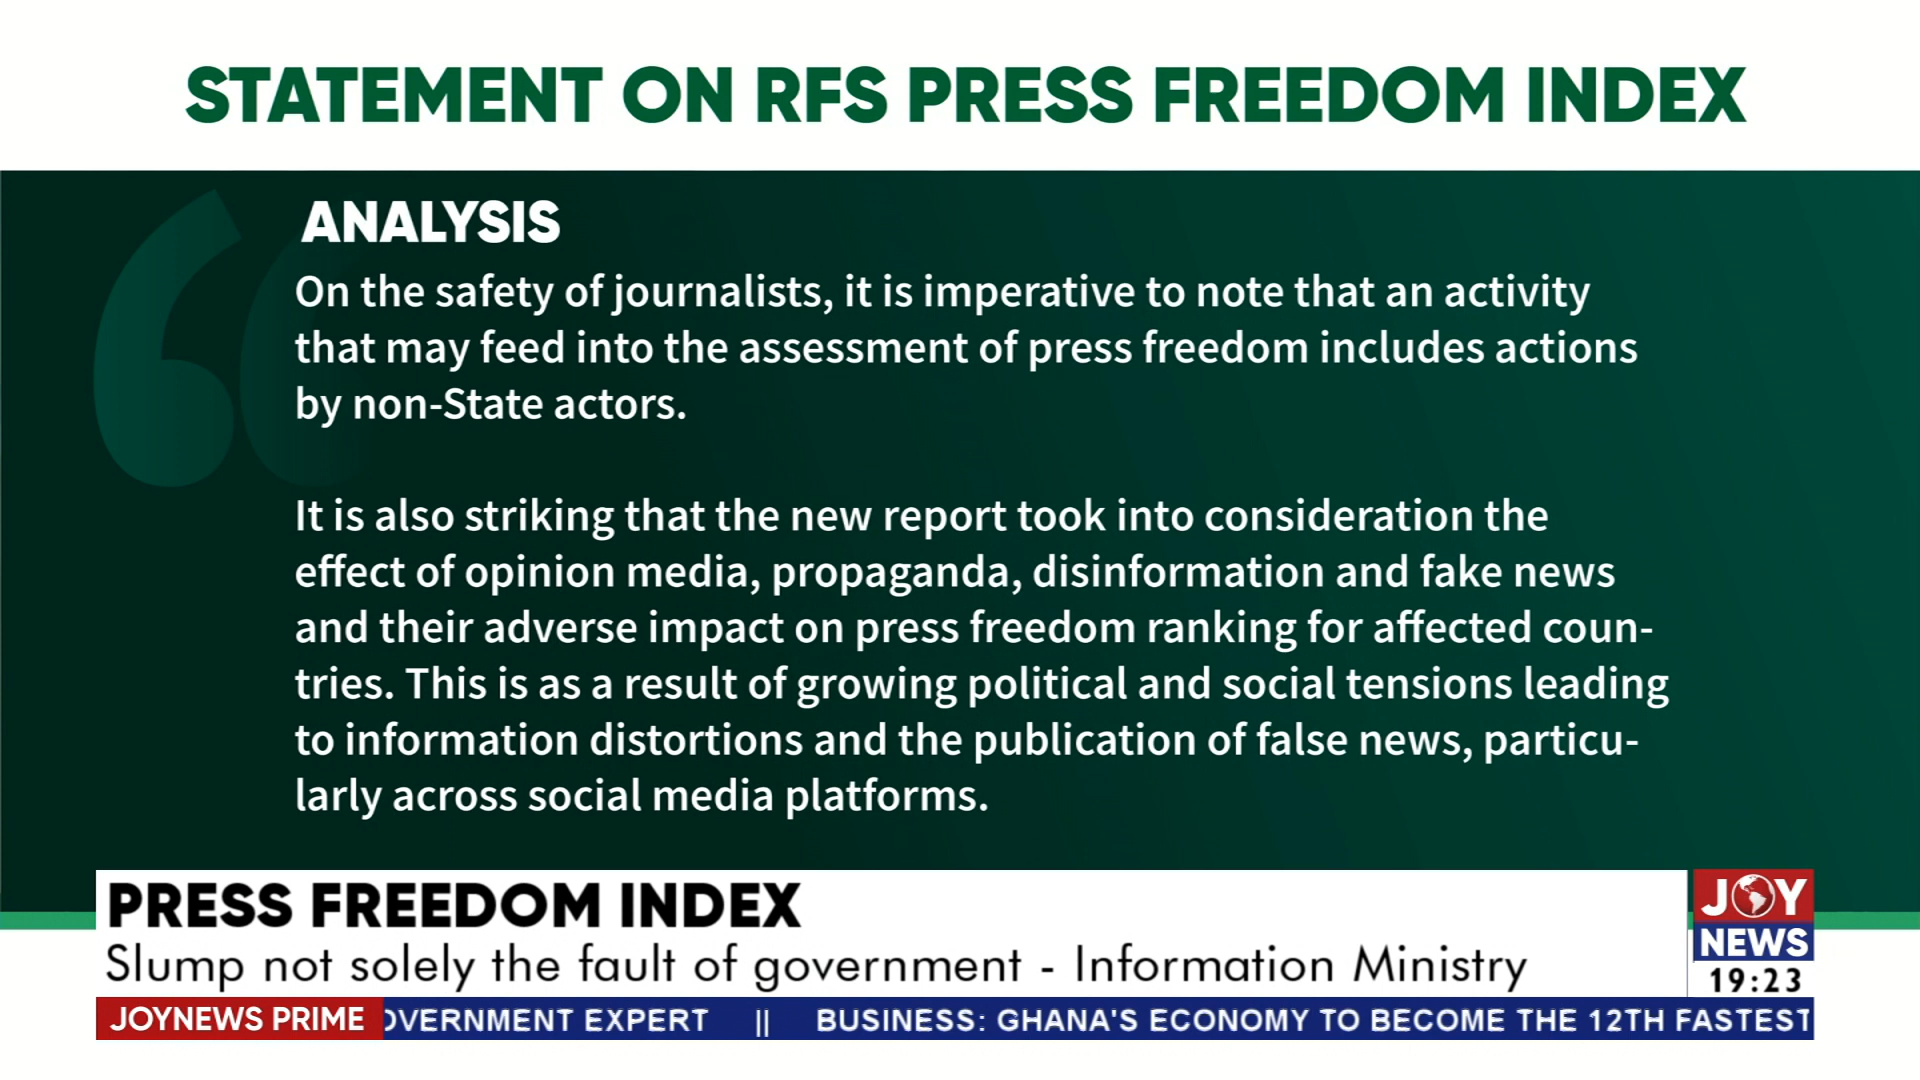 STATEMENT ON RFS PRESS FREEDOM INDEX
ANALYSIS
On the safety of journalists, it is imperative to note that an activity
that may feed into the assessment of press freedom includes actions
by non-State actors.
It is also striking that the new report took into consideration the
effect of opinion media, propaganda, disinformation and fake news
and their adverse impact on press freedom ranking for affected coun-
tries. This is as a result of growing political and social tensions leading
to information distortions and the publication of false news, particu-
larly across social media platforms.
PRESS FREEDOM INDEX
Slump not solely the fault of government - Information Ministry
JOY
NEWS
19:23
JOYNEWS PRIME
OVERNMENT EXPERT || BUSINESS: GHANA'S ECONOMY TO BECOME THE 12TH FASTEST